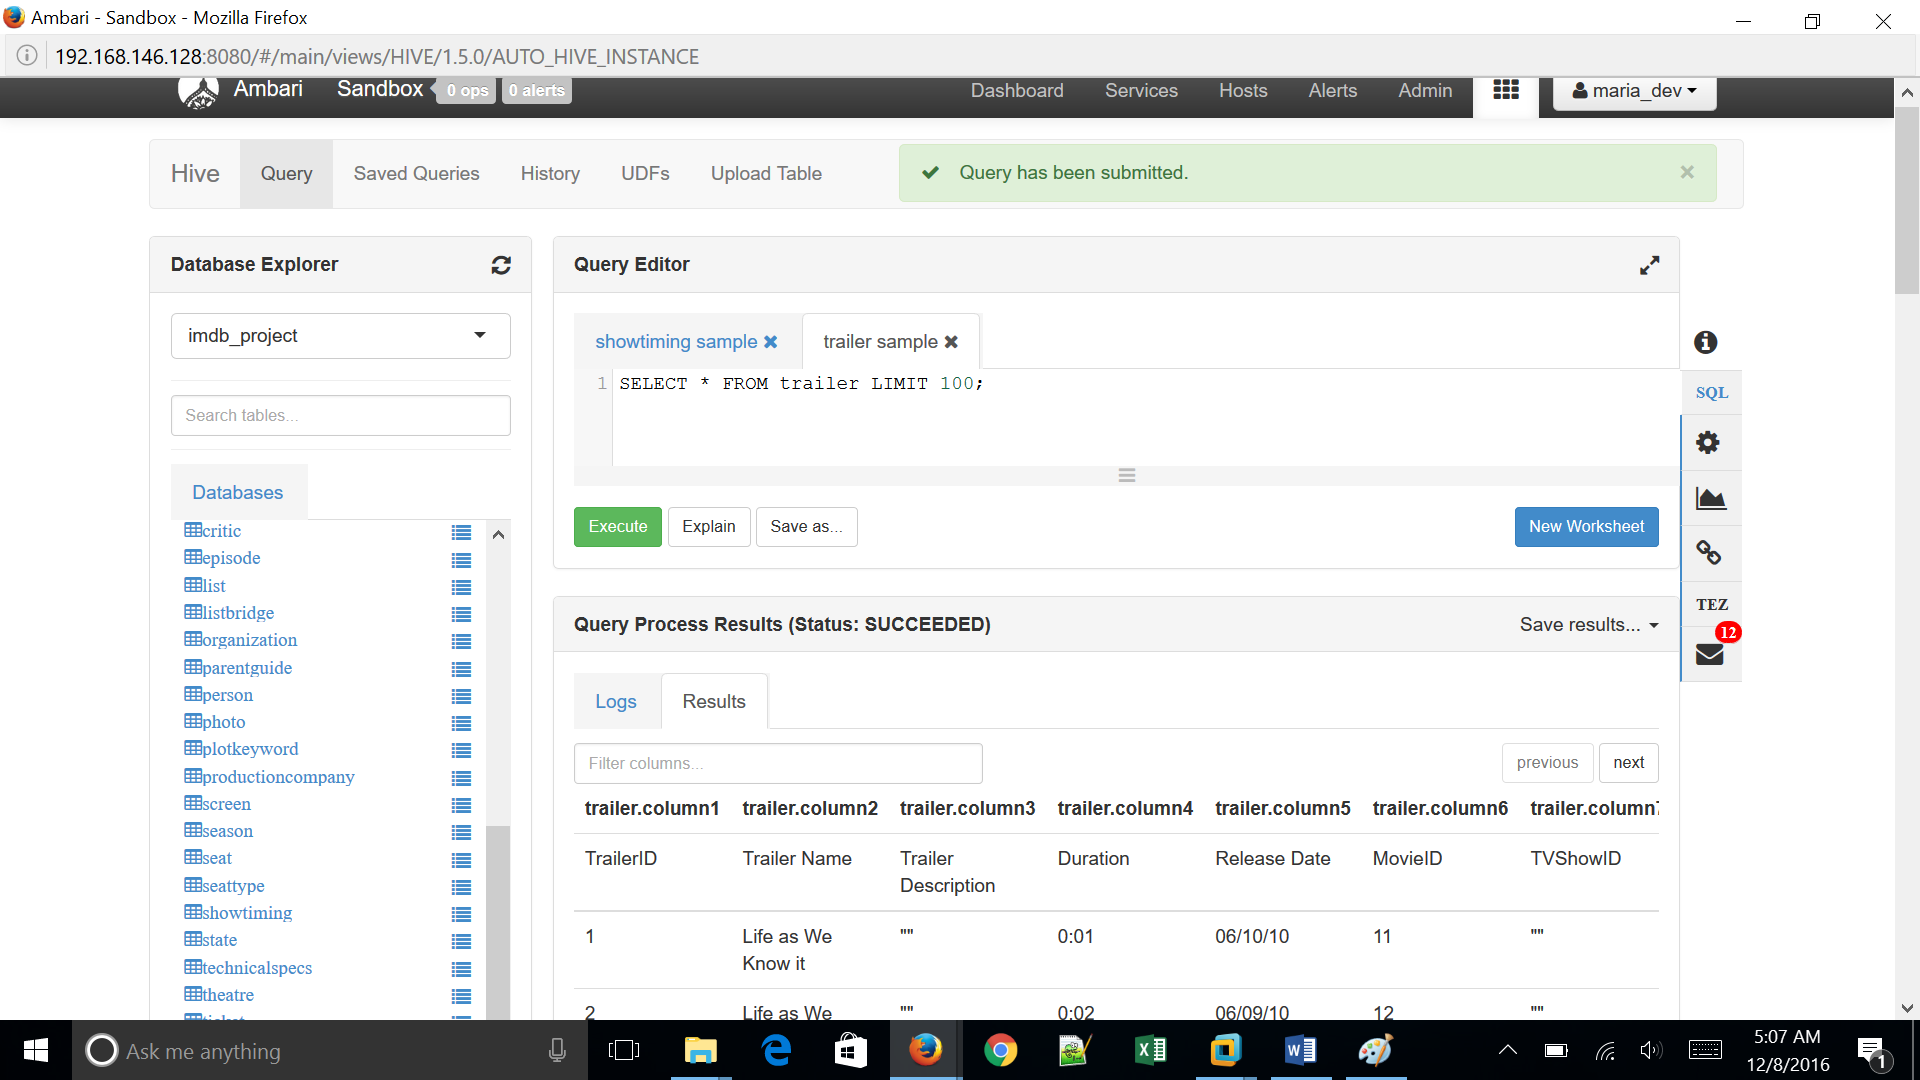 Ambari - Sandbox - Mozilla Firefox
192.168.146.128:8080/#/main/views/HIVE/1.5.0/AUTO_HIVE_INSTANCE
Ambari Sandbox 0 ops 0 alerts Dashboard Services Hosts Alerts Admin maria_dev
Hive Query Saved Queries History UDFs Upload Table Query has been submitted. ×
Database Explorer
imdb_project
Search tables...
Databases
critic
episode
list
listbridge
organization
parentguide
person
photo
plotkeyword
productioncompany
screen
season
seat
seattype
showtiming
state
technicalspecs
theatre
ticket
Query Editor
showtiming sample trailer sample
1 SELECT * FROM trailer LIMIT 100;
Execute Explain Save as... New Worksheet
SQL
TEZ
12
Query Process Results (Status: SUCCEEDED) Save results...
Logs Results
Filter columns... previous next
trailer.column1 trailer.column2 trailer.column3 trailer.column4 trailer.column5 trailer.column6 trailer.column7
TrailerID Trailer Name Trailer Description Duration Release Date MovieID TVShowID
1 Life as We Know it "" 0:01 06/10/10 11 ""
2 Life as We "" 0:02 06/09/10 12 ""
Ask me anything
5:07 AM
12/8/2016
1